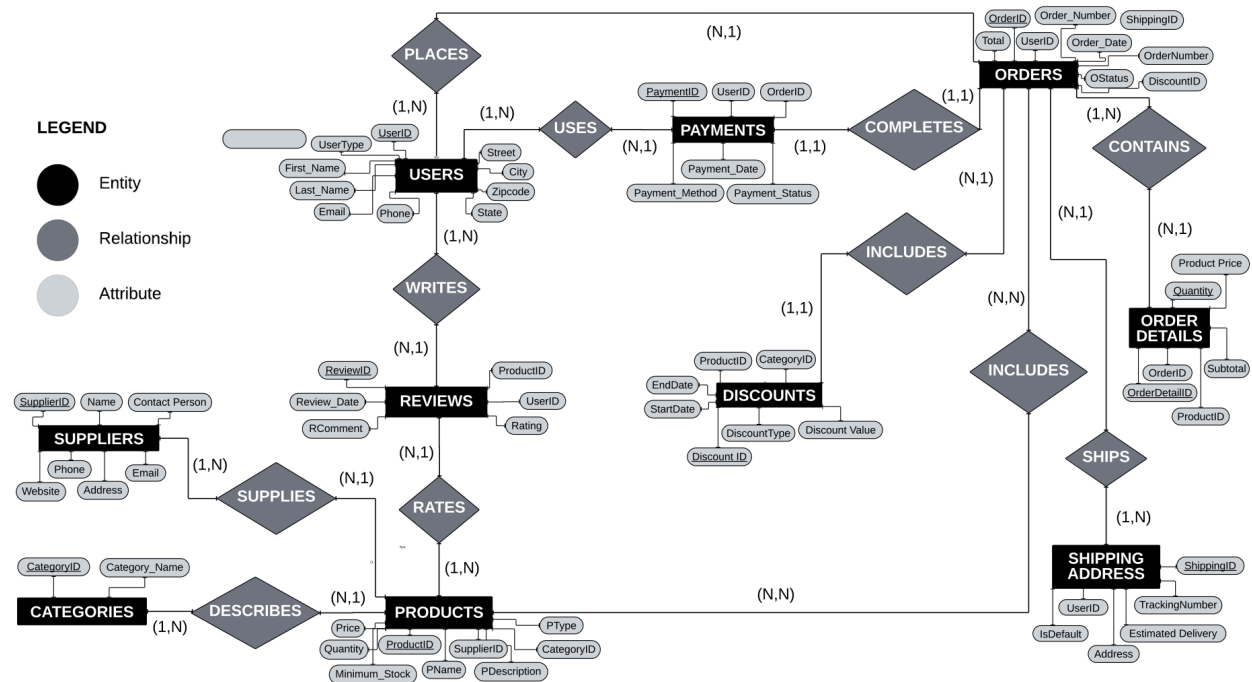 (N,1)
OrderID
Order_Number
ShippingID
PLACES
Total
UserID
Order_Date
OrderNumber
ORDERS
OStatus
DiscountID
(1,N)
(1,N)
USES
PaymentID
UserID
OrderID
(1,1)
(1,N)
LEGEND
PAYMENTS
COMPLETES
CONTAINS
(N,1)
(1,1)
Payment_Date
Payment_Method
Payment_Status
UserID
UserType
Street
First_Name
City
USERS
Last_Name
Zipcode
Email
Phone
State
Entity
Relationship
Attribute
(1,N)
(N,1)
(N,1)
(N,1)
INCLUDES
WRITES
(1,1)
(N,N)
Product Price
Quantity
ORDER
DETAILS
Subtotal
OrderID
OrderDetailID
ProductID
(N,1)
ReviewID
ProductID
Review_Date
REVIEWS
UserID
RComment
Rating
ProductID
CategoryID
EndDate
DISCOUNTS
StartDate
DiscountType
Discount Value
Discount ID
INCLUDES
SupplierID
Name
Contact Person
SUPPLIERS
Phone
Email
Website
Address
(1,N)
(N,1)
(N,1)
SUPPLIES
RATES
SHIPS
(1,N)
(1,N)
SHIPPING
ADDRESS
ShippingID
UserID
TrackingNumber
IsDefault
Estimated Delivery
Address
CategoryID
Category_Name
CATEGORIES
(1,N)
DESCRIBES
(N,1)
PRODUCTS
(N,N)
Price
PType
Quantity
ProductID
SupplierID
CategoryID
Minimum_Stock
PName
PDescription